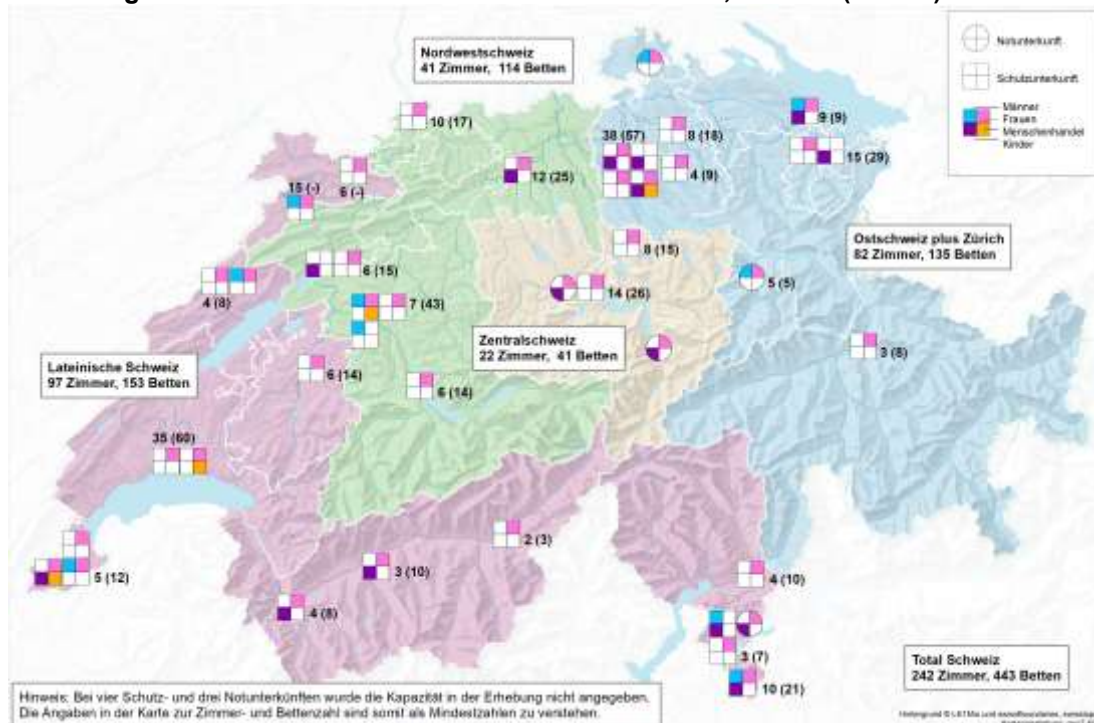 Nordwestschweiz
41 Zimmer, 114 Betten
Notunterkunft
Schutzunterkunft
Männer
Frauen
Menschenhandel
Kinder
10 (17)
38 (57)
8 (18)
9 (9)
15 (29)
6 (-)
15 (-)
12 (25)
4 (9)
8 (15)
Ostschweiz plus Zürich
82 Zimmer, 135 Betten
6 (15)
4 (8)
14 (26)
5 (5)
7 (43)
Zentralschweiz
22 Zimmer, 41 Betten
3 (8)
Lateinische Schweiz
97 Zimmer, 153 Betten
6 (14)
6 (14)
35 (60)
2 (3)
3 (10)
5 (12)
4 (10)
4 (8)
3 (7)
10 (21)
Total Schweiz
242 Zimmer, 443 Betten
Hinweis: Bei vier Schutz- und drei Notunterkünften wurde die Kapazität in der Erhebung nicht angegeben.
Die Angaben in der Karte zur Zimmer- und Bettenzahl sind somit als Mindestzahlen zu verstehen.